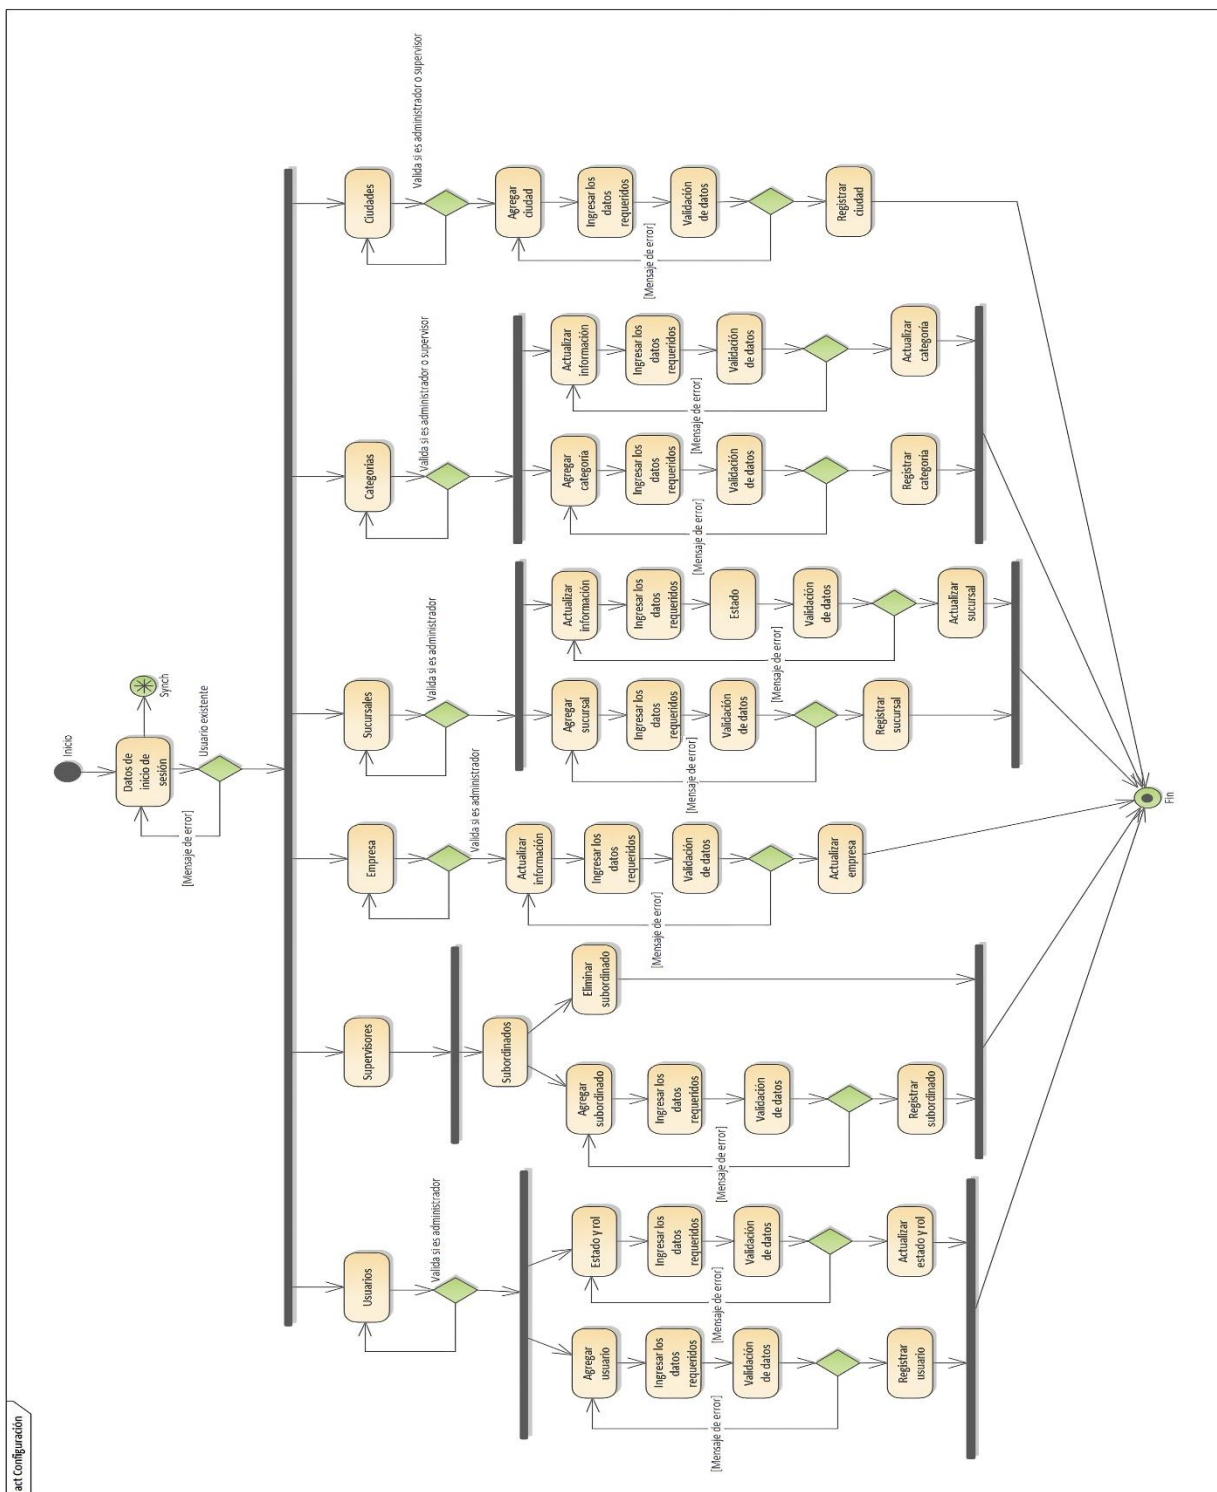 act Configuración
Inicio
Datos de
inicio de
sesión
Synch
Usuario existente
[Mensaje de error]
Usuarios
Valida si es administrador
Agregar
usuario
Ingresar los
datos
requeridos
Validación
de datos
[Mensaje de error]
Registrar
usuario
Estado y rol
Ingresar los
datos
requeridos
Validación
de datos
[Mensaje de error]
Actualizar
estado y rol
Supervisores
Subordinados
Agregar
subordinado
Ingresar los
datos
requeridos
Validación
de datos
[Mensaje de error]
Registrar
subordinado
Eliminar
subordinado
Empresa
Valida si es administrador
Actualizar
información
Ingresar los
datos
requeridos
Validación
de datos
[Mensaje de error]
Actualizar
empresa
Sucursales
Valida si es administrador
Agregar
sucursal
Ingresar los
datos
requeridos
Validación
de datos
[Mensaje de error]
Registrar
sucursal
Actualizar
información
Ingresar los
datos
requeridos
Estado
Validación
de datos
[Mensaje de error]
Actualizar
sucursal
Categorias
Valida si es administrador o supervisor
Agregar
categoría
Ingresar los
datos
requeridos
Validación
de datos
[Mensaje de error]
Registrar
categoría
Actualizar
información
Ingresar los
datos
requeridos
Validación
de datos
[Mensaje de error]
Actualizar
categoría
Ciudades
Valida si es administrador o supervisor
Agregar
ciudad
Ingresar los
datos
requeridos
Validación
de datos
[Mensaje de error]
Registrar
ciudad
Fin